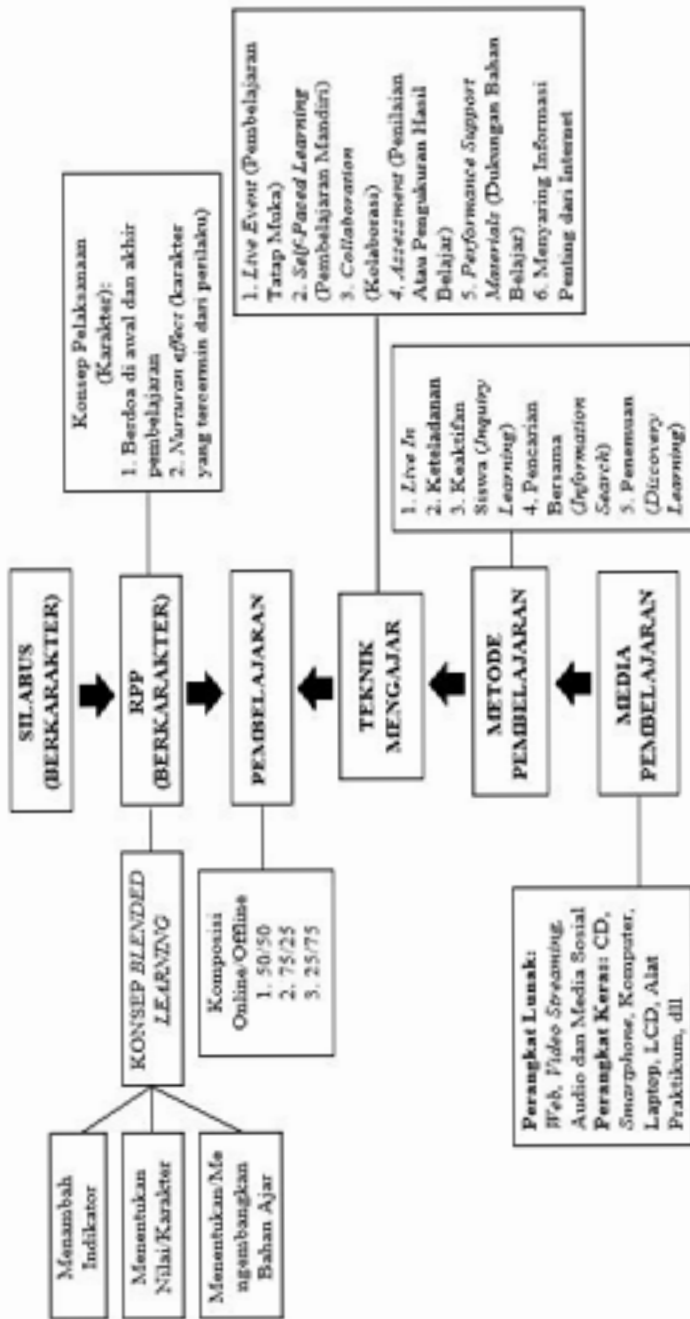 SILABUS
(BERKARAKTER)
Konsep Pelaksanaan
(Karakter):
1. Berdoa di awal dan akhir
pembelajaran
2. Nurturan effect (karakter
yang tercermin dari perilaku)
RPP
(BERKARAKTER)
KONSEP BLENDED
LEARNING
Menambah
Indikator
Menentukan
Nilai/Karakter
Menentukan/Me
ngembangkan
Bahan Ajar
PEMBELAJARAN
Komposisi
Online/Offline
1. 50/50
2. 75/25
3. 25/75
TEKNIK
MENGAJAR
1. Live Event (Pembelajaran
Tatap Muka)
2. Self-Paced Learning
(Pembelajaran Mandiri)
3. Collaboration
(Kolaborasi)
4. Assessment (Penilaian
Atau Pengukuran Hasil
Belajar)
5. Performance Support
Materials (Dukungan Bahan
Belajar)
6. Menyaring Informasi
Penting dari Internet
METODE
PEMBELAJARAN
1. Live In
2. Keteladanan
3. Keaktifan
Siswa (Inquiry
Learning)
4. Pencarian
Bersama
(Information
Search)
5. Penemuan
(Discovery
Learning)
MEDIA
PEMBELAJARAN
Perangkat Lunak:
Web, Video Streaming,
Audio dan Media Sosial
Perangkat Keras: CD,
Smartphone, Komputer,
Laptop, LCD, Alat
Praktikum, dll